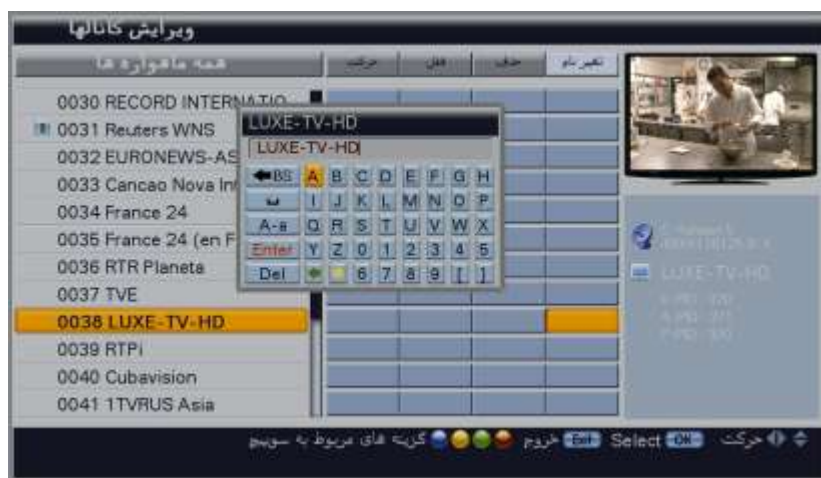 ویرایش کانالها
همه ماهواره ها
حرکت قفل حذف تغییر نام
0030 RECORD INTERNATIO
0031 Reuters WNS
0032 EURONEWS-AS
0033 Cancao Nova In
0034 France 24
0035 France 24 (en F
0036 RTR Planeta
0037 TVE
0038 LUXE-TV-HD
0039 RTPi
0040 Cubavision
0041 1TVRUS Asia
LUXE-TV-HD
LUXE-TV-HD
BS A B C D E F G H
I J K L M N O P
A-a Q R S T U V W X
Enter Y Z 0 1 2 3 4 5
Del 6 7 8 9 [ ]
LUXE-TV-HD
حرکت Select OK خروج Exit گزینه های مربوط به سوییچ